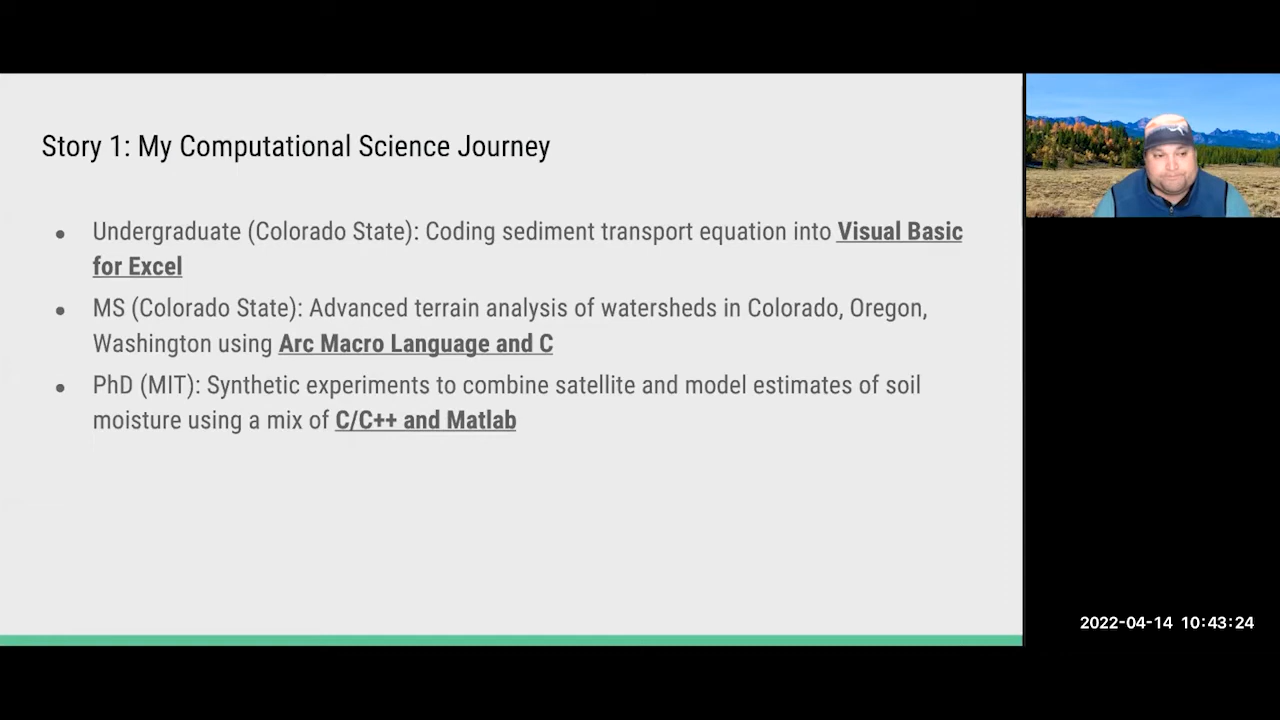 Story 1: My Computational Science Journey
● Undergraduate (Colorado State): Coding sediment transport equation into Visual Basic
for Excel
● MS (Colorado State): Advanced terrain analysis of watersheds in Colorado, Oregon,
Washington using Arc Macro Language and C
● PhD (MIT): Synthetic experiments to combine satellite and model estimates of soil
moisture using a mix of C/C++ and Matlab
2022-04-14 10:43:24